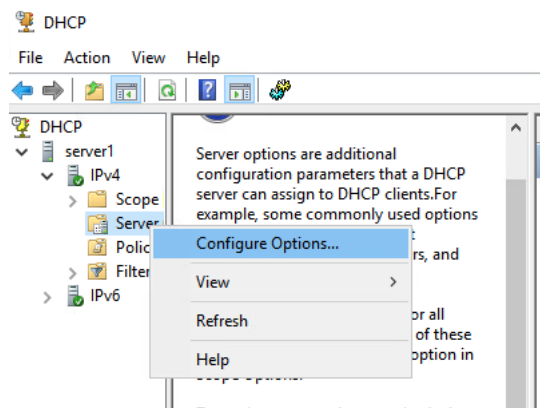 DHCP
File Action View Help
DHCP
server1
IPv4
Scope
Server
Polic
Filter
IPv6
Server options are additional
configuration parameters that a DHCP
server can assign to DHCP clients.For
example, some commonly used options
rs, and
or all
of these
option in
Configure Options...
View
Refresh
Help